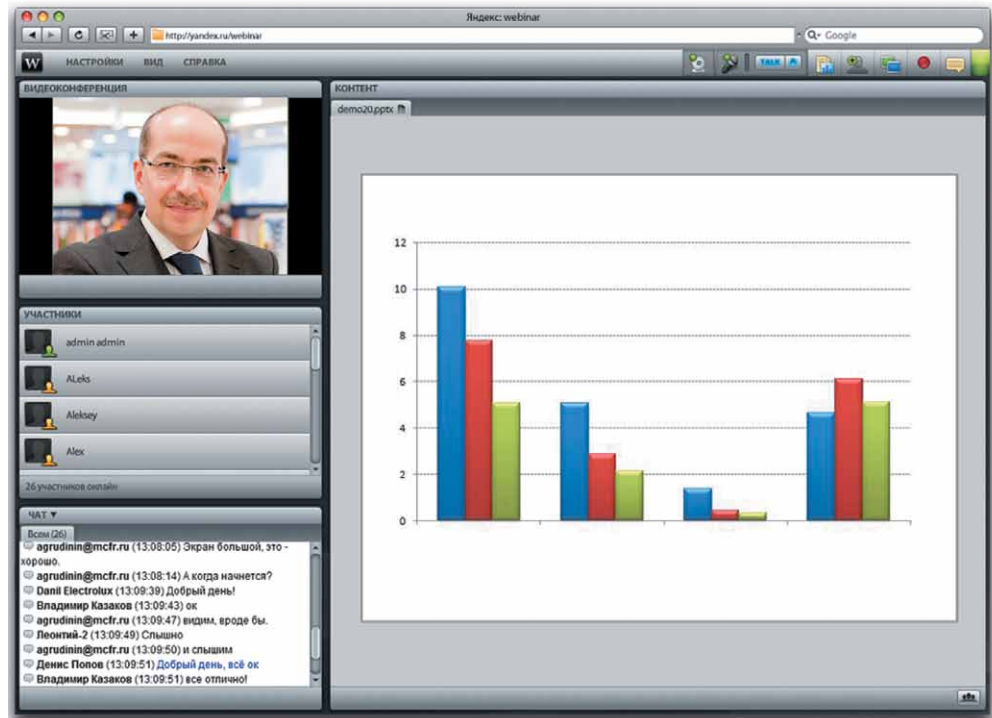 Яндекс: webinar
http://yandex.ru/webinar
Google
W
НАСТРОЙКИ ВИД СПРАВКА
TALK
ВИДЕОКОНФЕРЕНЦИЯ
КОНТЕНТ
demo20.pptx
12
10
8
6
4
2
0
УЧАСТНИКИ
admin admin
ALeks
Aleksey
Alex
26 участников онлайн
ЧАТ ▼
Всем (26)
agrudinin@mcfr.ru (13:08:05) Экран большой, это -
хорошо.
agrudinin@mcfr.ru (13:08:14) А когда начнется?
Danil Electrolux (13:09:39) Добрый день!
Владимир Казаков (13:09:43) ок
agrudinin@mcfr.ru (13:09:47) видим, вроде бы.
Леонтий-2 (13:09:49) Слышно
agrudinin@mcfr.ru (13:09:50) и слышим
Денис Попов (13:09:51) Добрый день, всё ок
Владимир Казаков (13:09:51) все отлично!